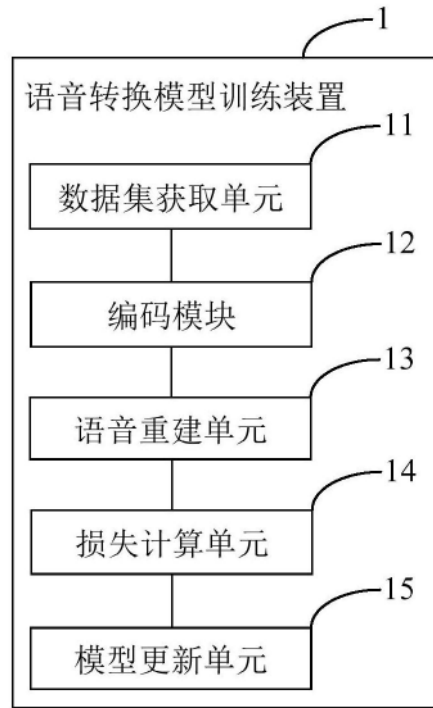 1
语音转换模型训练装置
11
数据集获取单元
12
编码模块
13
语音重建单元
14
损失计算单元
15
模型更新单元